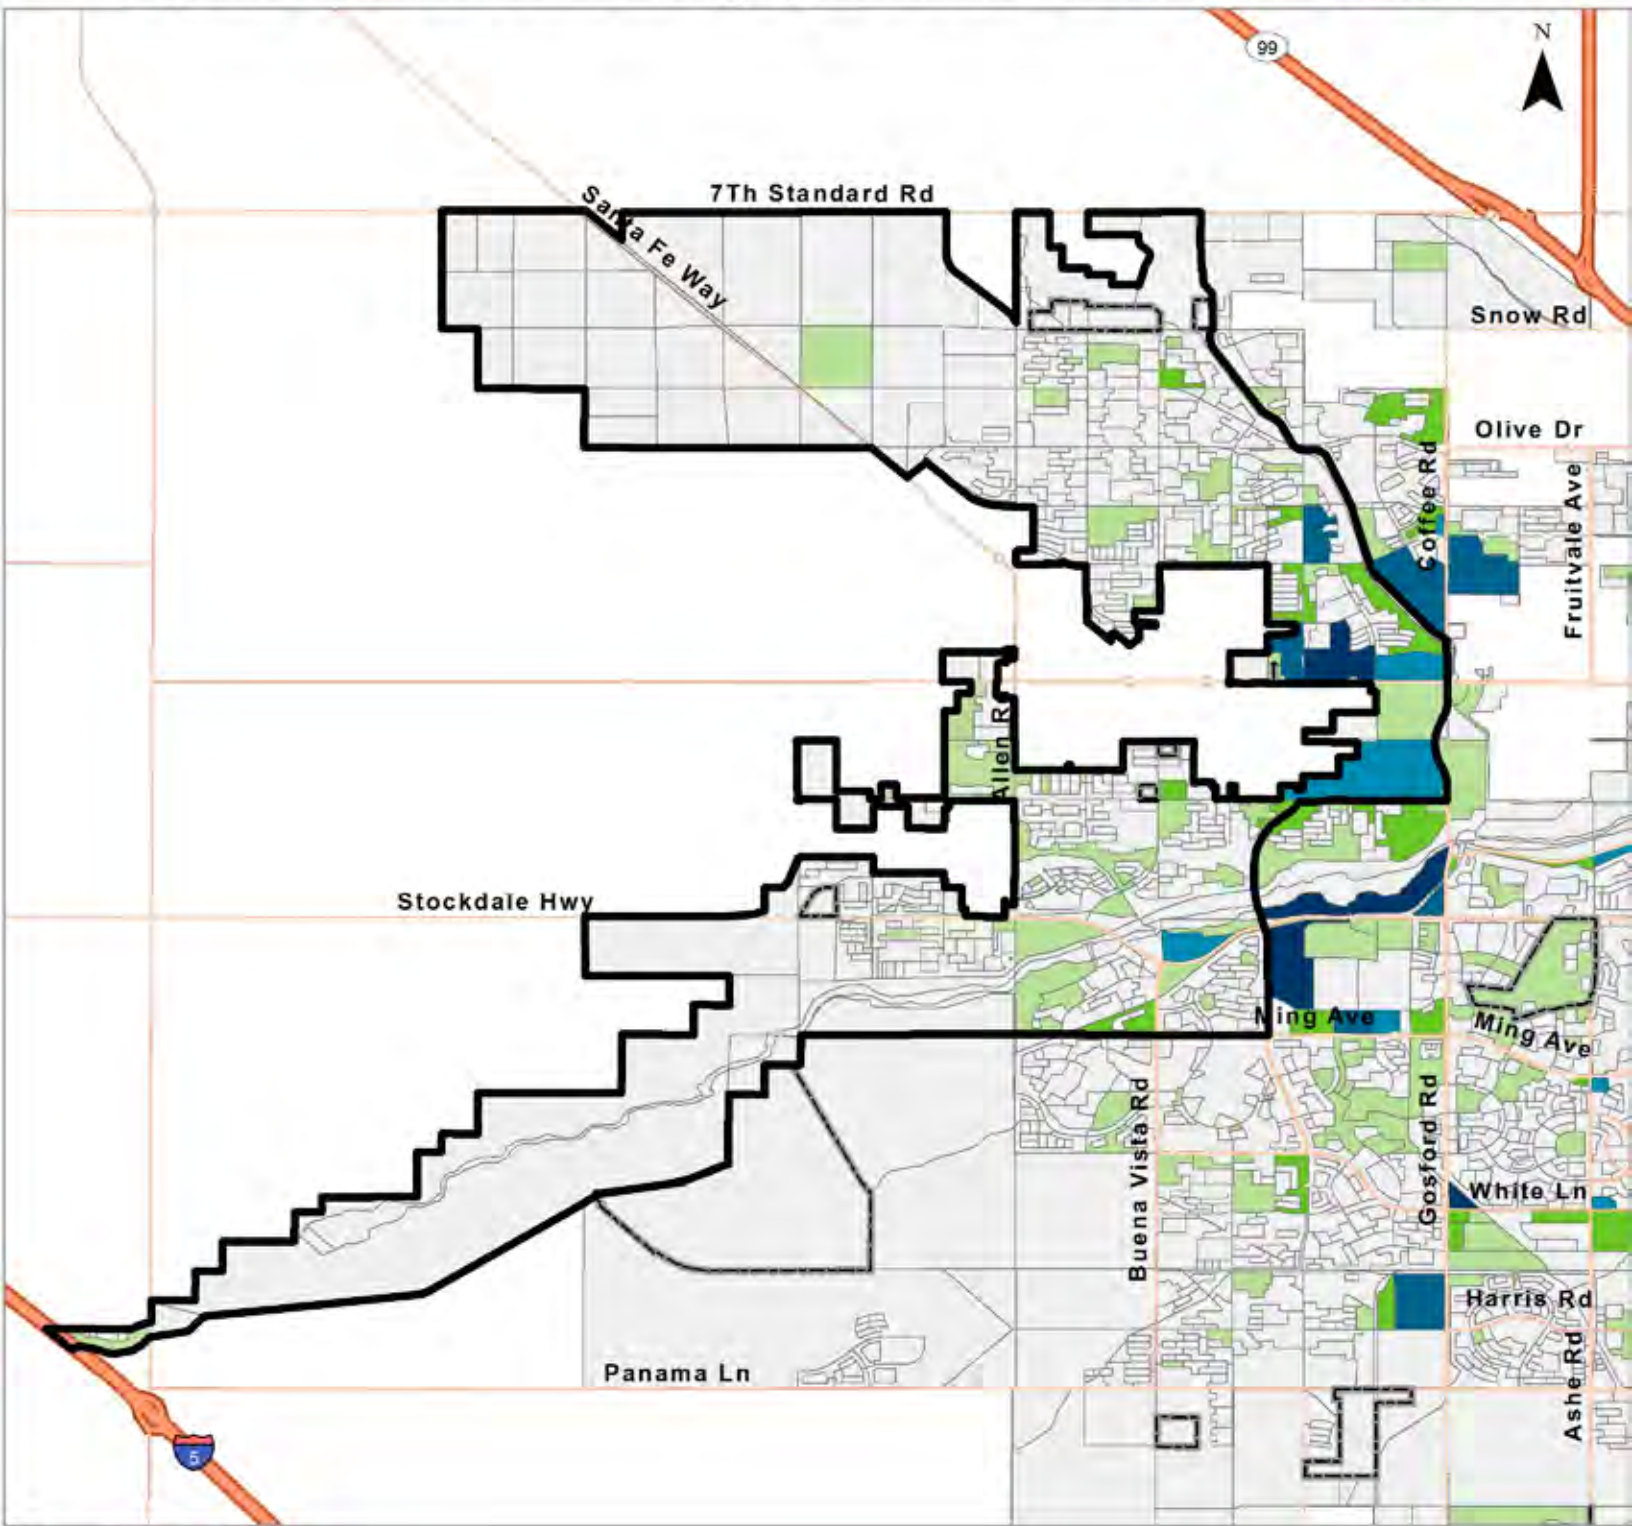 99
N
7Th Standard Rd
Santa Fe Way
Snow Rd
Olive Dr
Coffee Rd
Fruitvale Ave
Allen R
Stockdale Hwy
Ming Ave
Ming Ave
Buena Vista Rd
Gosford Rd
White Ln
Harris Rd
Panama Ln
Ashe Rd
5